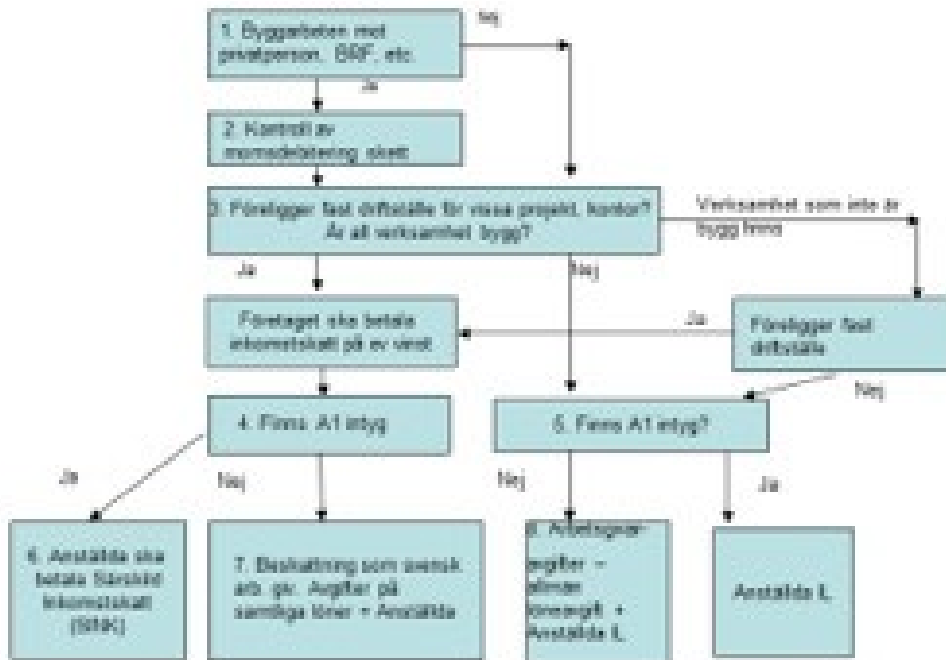 Nej
1. Byggarbeten mot
privatperson, BRF, etc.
Ja
2. Kontroll av
momsdebitering skett
3. Föreligger fast driftställe för vissa projekt, kontor?
Är all verksamhet bygg?
Verksamhet som inte är
bygg finns
Ja
Nej
Företaget ska betala
inkomstskatt på ev vinst
Ja
Föreligger fast
driftställe
Nej
4. Finns A1 intyg
5. Finns A1 intyg?
Ja
Nej
Nej
Ja
6. Anställda ska
betala Särskild
Inkomstskatt
(SINK)
7. Beskattning som svensk
arb. giv. Avgifter på
samtliga löner + Anställda
Arbetsgivar-
avgifter –
allmän
löneavgift +
Anställda IL
Anställda IL